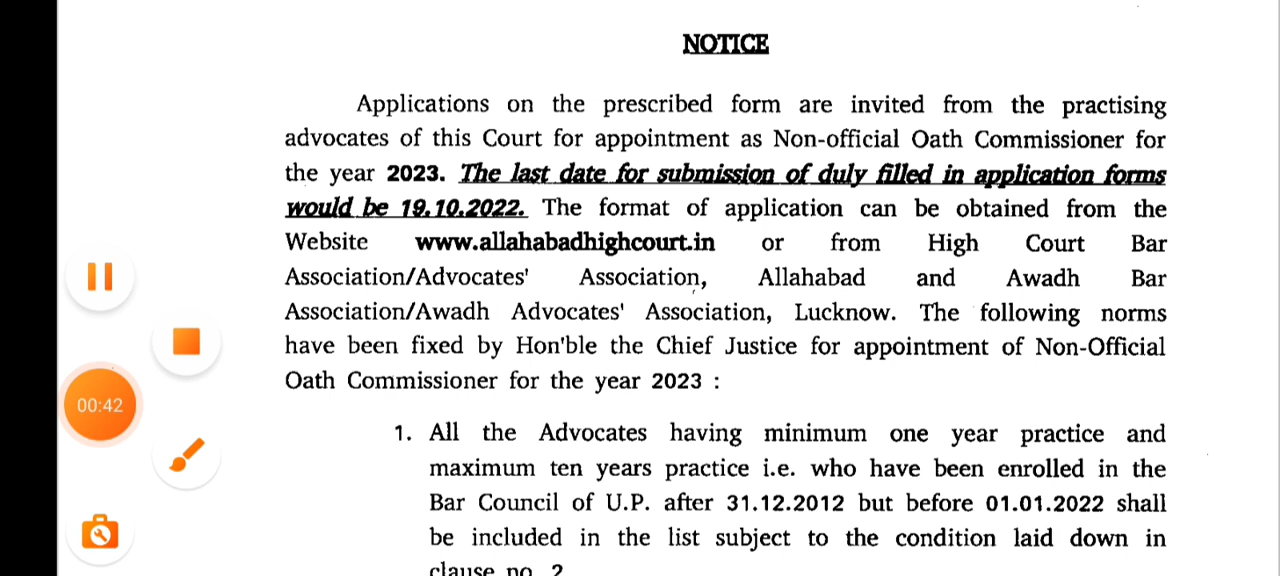 NOTICE
Applications on the prescribed form are invited from the practising
advocates of this Court for appointment as Non-official Oath Commissioner for
the year 2023. The last date for submission of duly filled in application forms
would be 19.10.2022. The format of application can be obtained from the
Website www.allahabadhighcourt.in or from High Court Bar
Association/Advocates' Association, Allahabad and Awadh Bar
Association/Awadh Advocates' Association, Lucknow. The following norms
have been fixed by Hon'ble the Chief Justice for appointment of Non-Official
Oath Commissioner for the year 2023 :
1. All the Advocates having minimum one year practice and
maximum ten years practice i.e. who have been enrolled in the
Bar Council of U.P. after 31.12.2012 but before 01.01.2022 shall
be included in the list subject to the condition laid down in
clause no. 2
00:42